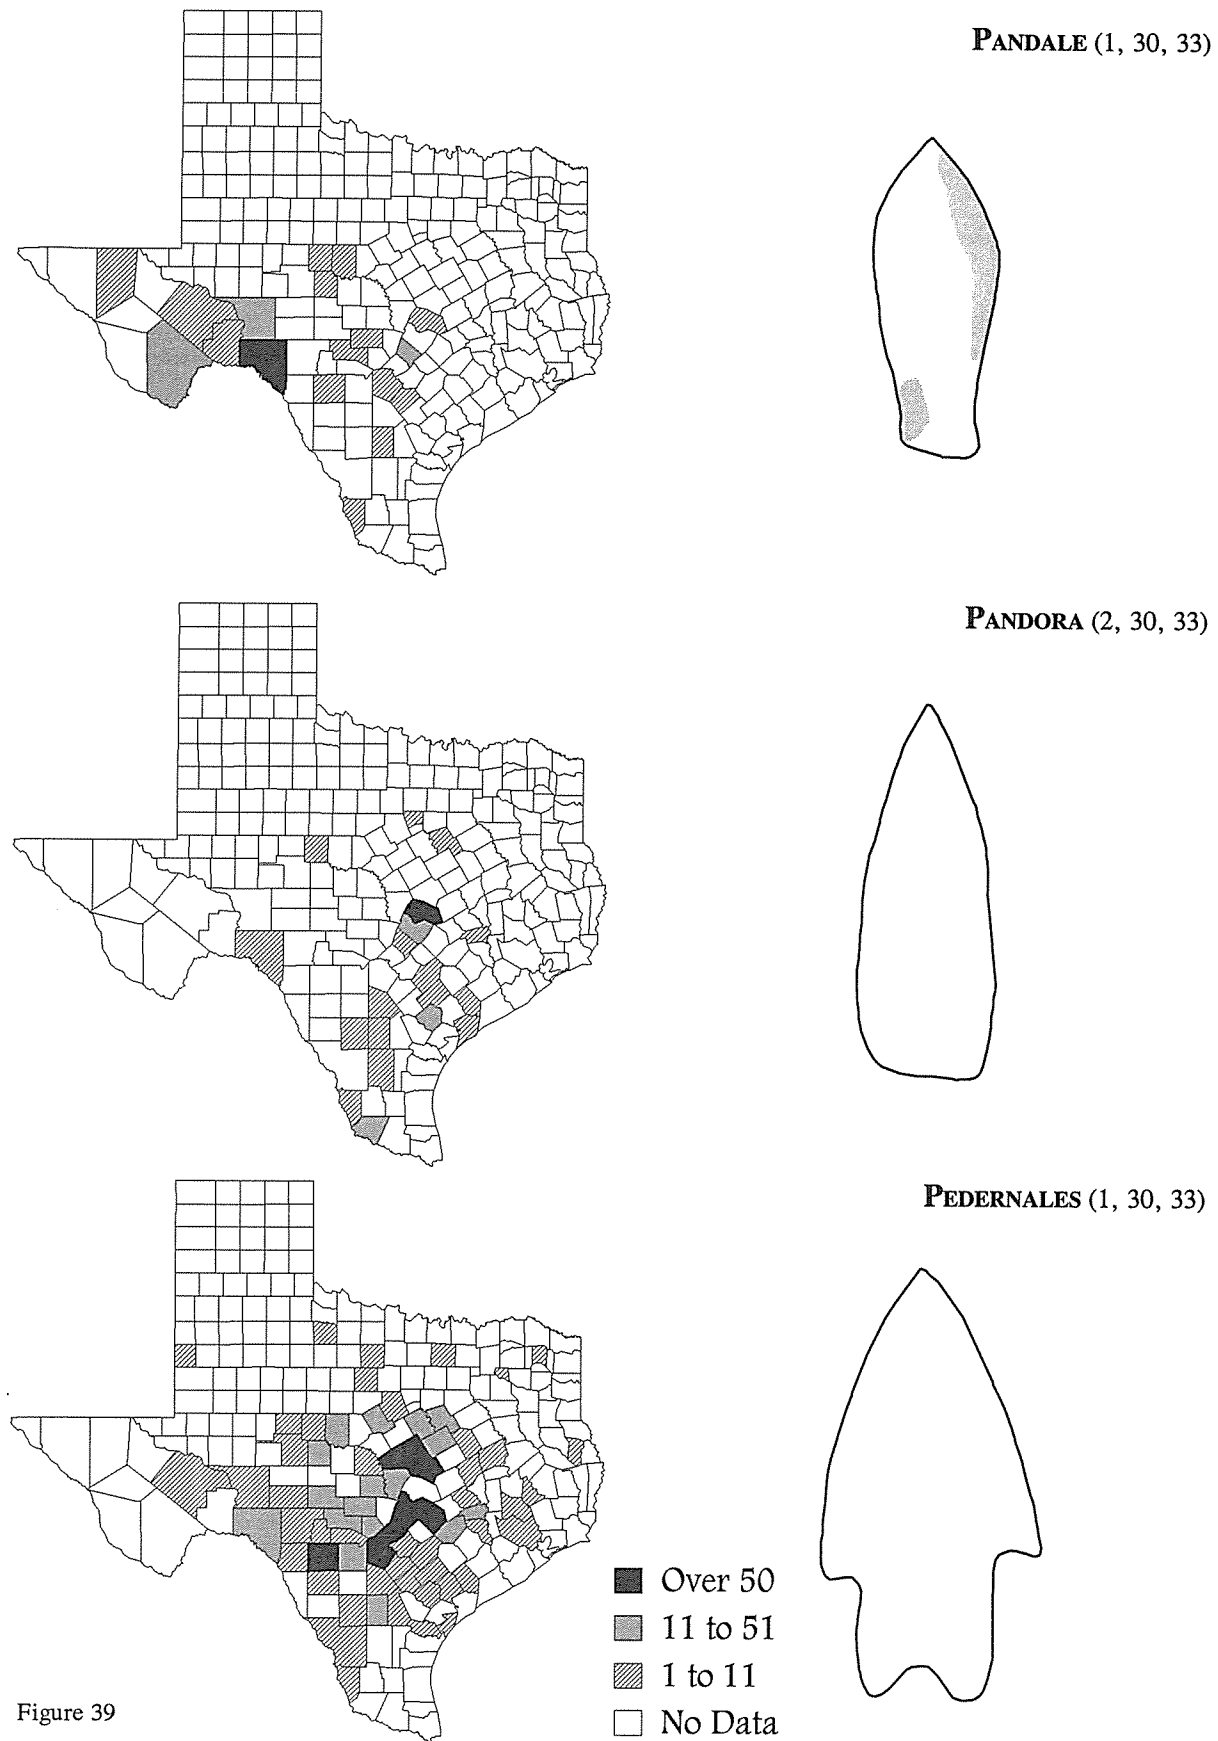 PANDALE (1, 30, 33)
PANDORA (2, 30, 33)
PEDERNALES (1, 30, 33)
Over 50
11 to 51
1 to 11
No Data
Figure 39